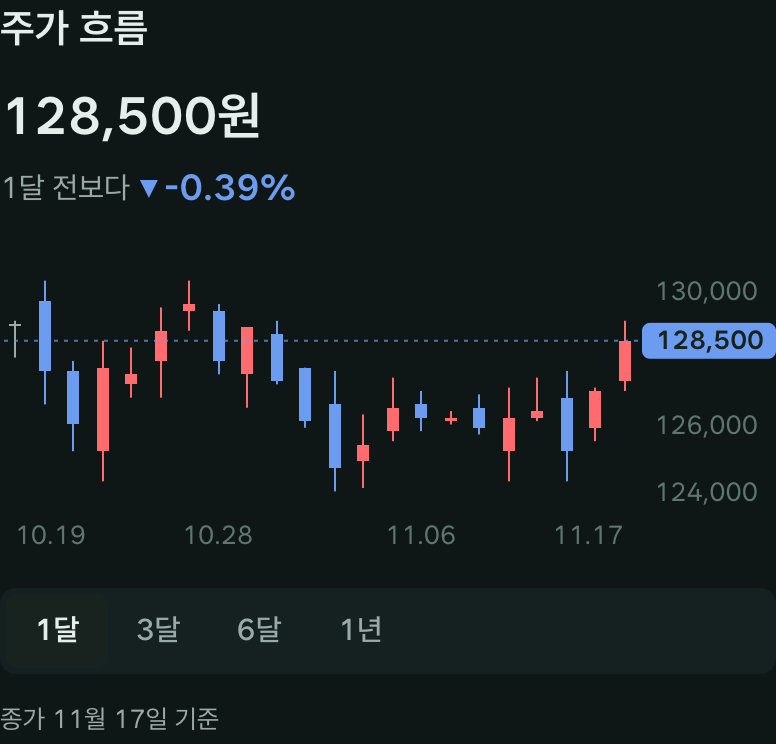 주가 흐름
128,500원
1달 전보다 ▼-0.39%
130,000
128,500
126,000
124,000
10.19 10.28 11.06 11.17
1달 3달 6달 1년
종가 11월 17일 기준